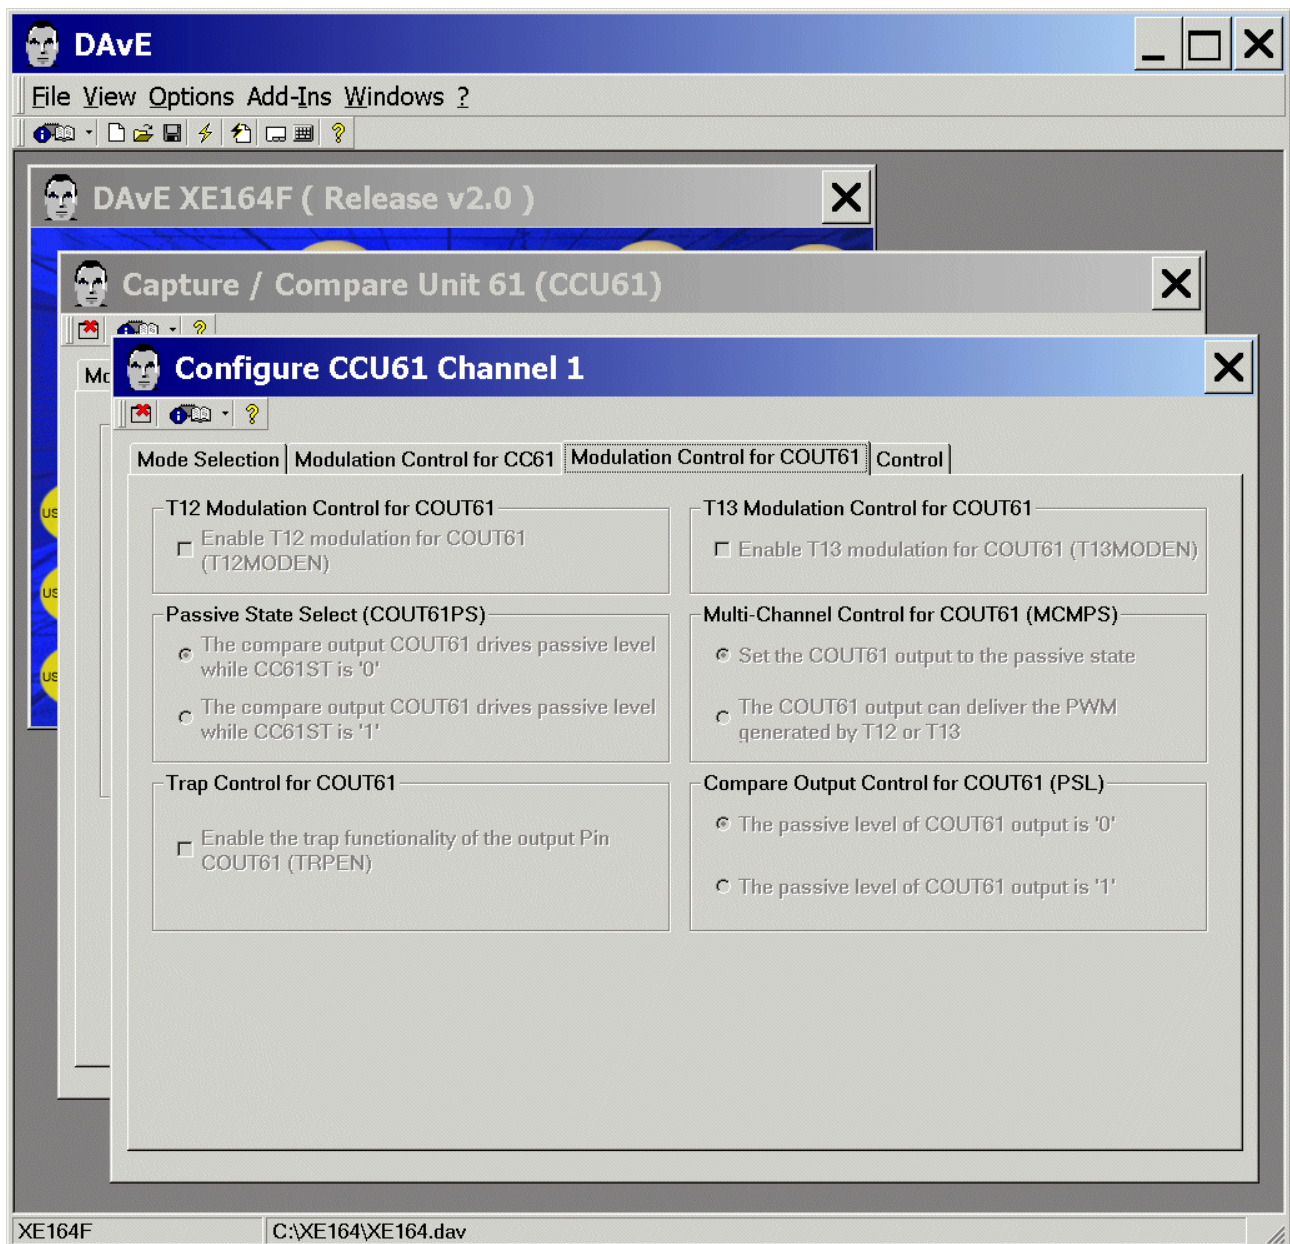 DAvE
File View Options Add-Ins Windows ?
DAvE XE164F ( Release v2.0 )
Capture / Compare Unit 61 (CCU61)
Configure CCU61 Channel 1
Mode Selection
Modulation Control for CC61
Modulation Control for COUT61
Control
T12 Modulation Control for COUT61
Enable T12 modulation for COUT61
(T12MODEN)
T13 Modulation Control for COUT61
Enable T13 modulation for COUT61 (T13MODEN)
Passive State Select (COUT61PS)
The compare output COUT61 drives passive level
while CC61ST is '0'
The compare output COUT61 drives passive level
while CC61ST is '1'
Multi-Channel Control for COUT61 (MCMPS)
Set the COUT61 output to the passive state
The COUT61 output can deliver the PWM
generated by T12 or T13
Trap Control for COUT61
Enable the trap functionality of the output Pin
COUT61 (TRPEN)
Compare Output Control for COUT61 (PSL)
The passive level of COUT61 output is '0'
The passive level of COUT61 output is '1'
XE164F
C:\XE164\XE164.dav